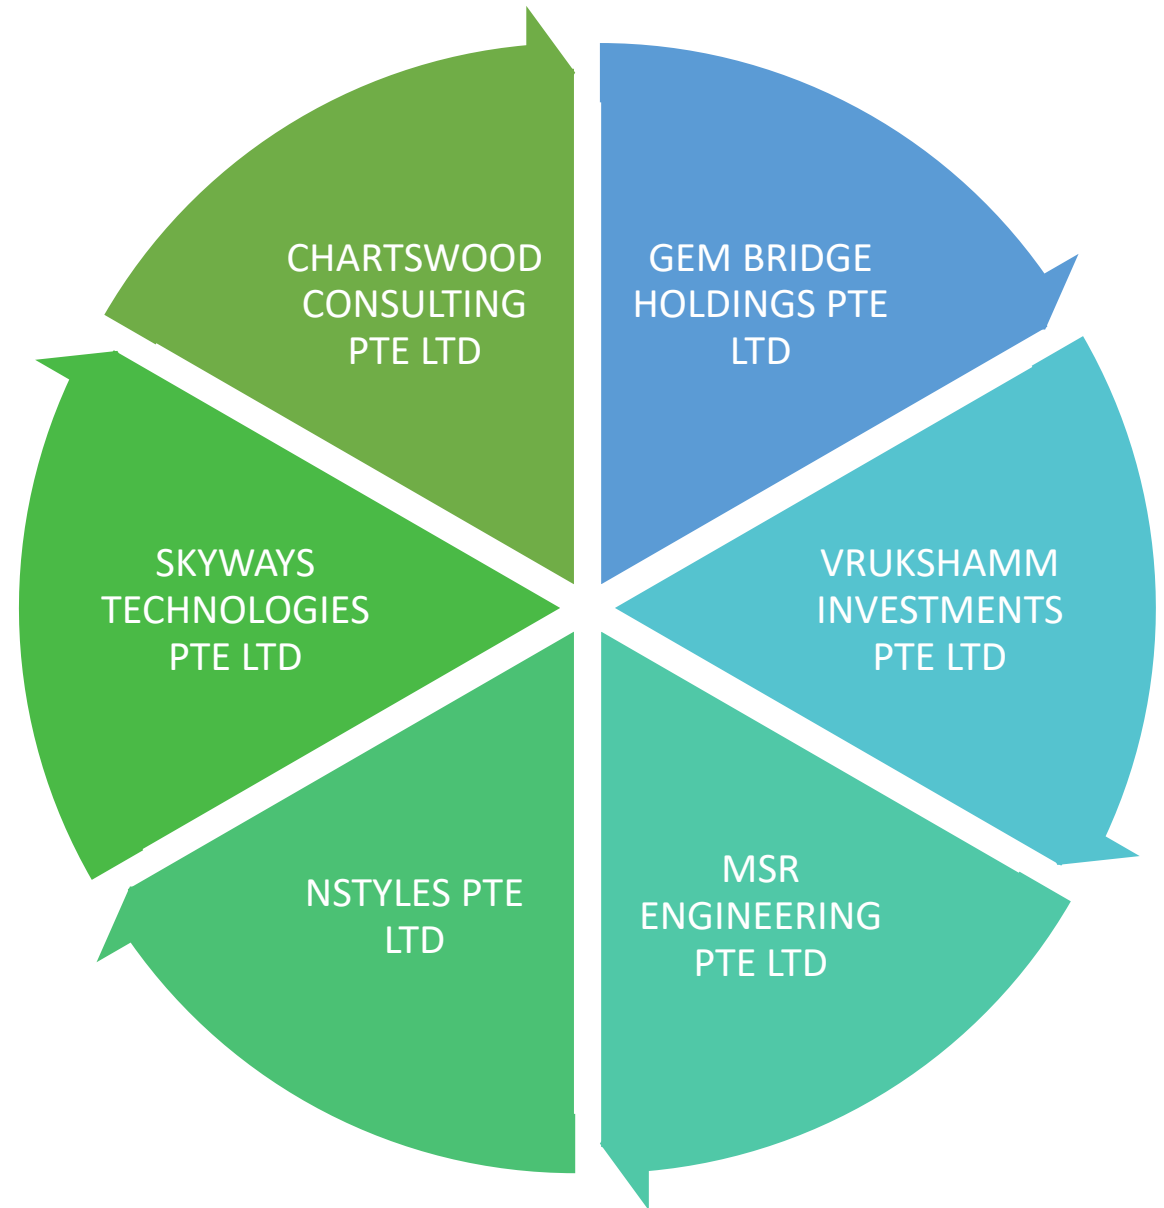 CHARTSWOOD
CONSULTING
PTE LTD
GEM BRIDGE
HOLDINGS PTE
LTD
SKYWAYS
TECHNOLOGIES
PTE LTD
VRUKSHAMM
INVESTMENTS
PTE LTD
NSTYLES PTE
LTD
MSR
ENGINEERING
PTE LTD